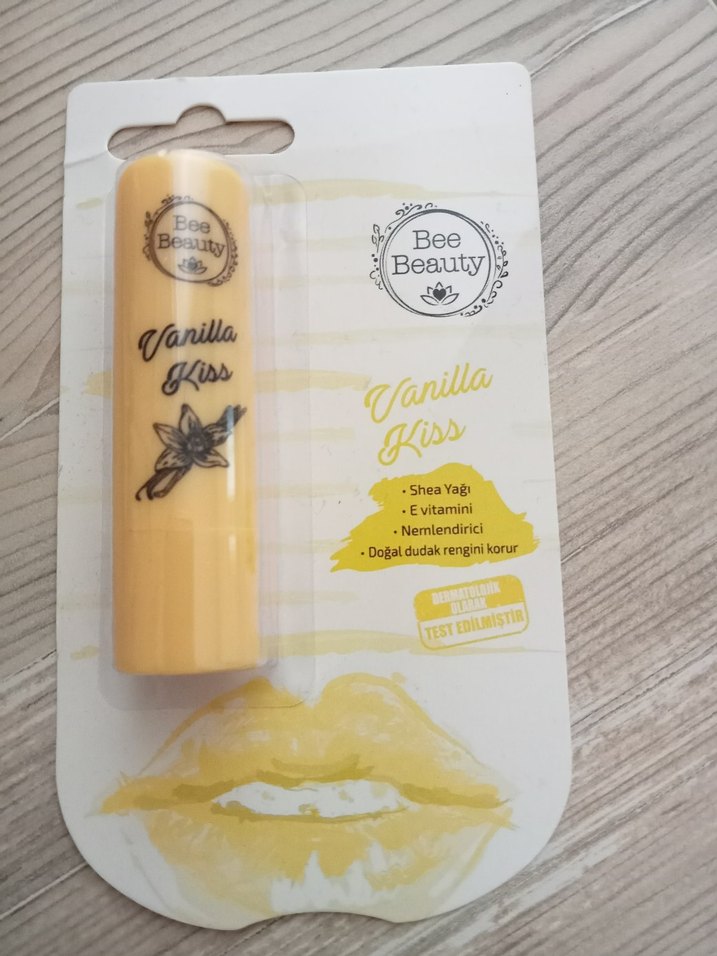 Bee
Beauty
Vanilla
Kiss
Bee
Beauty
Vanilla
Kiss
• Shea Yağı
• E vitamini
• Nemlendirici
• Doğal dudak rengini korur
DERMATOLOJİK
OLARAK
TEST EDİLMİŞTİR